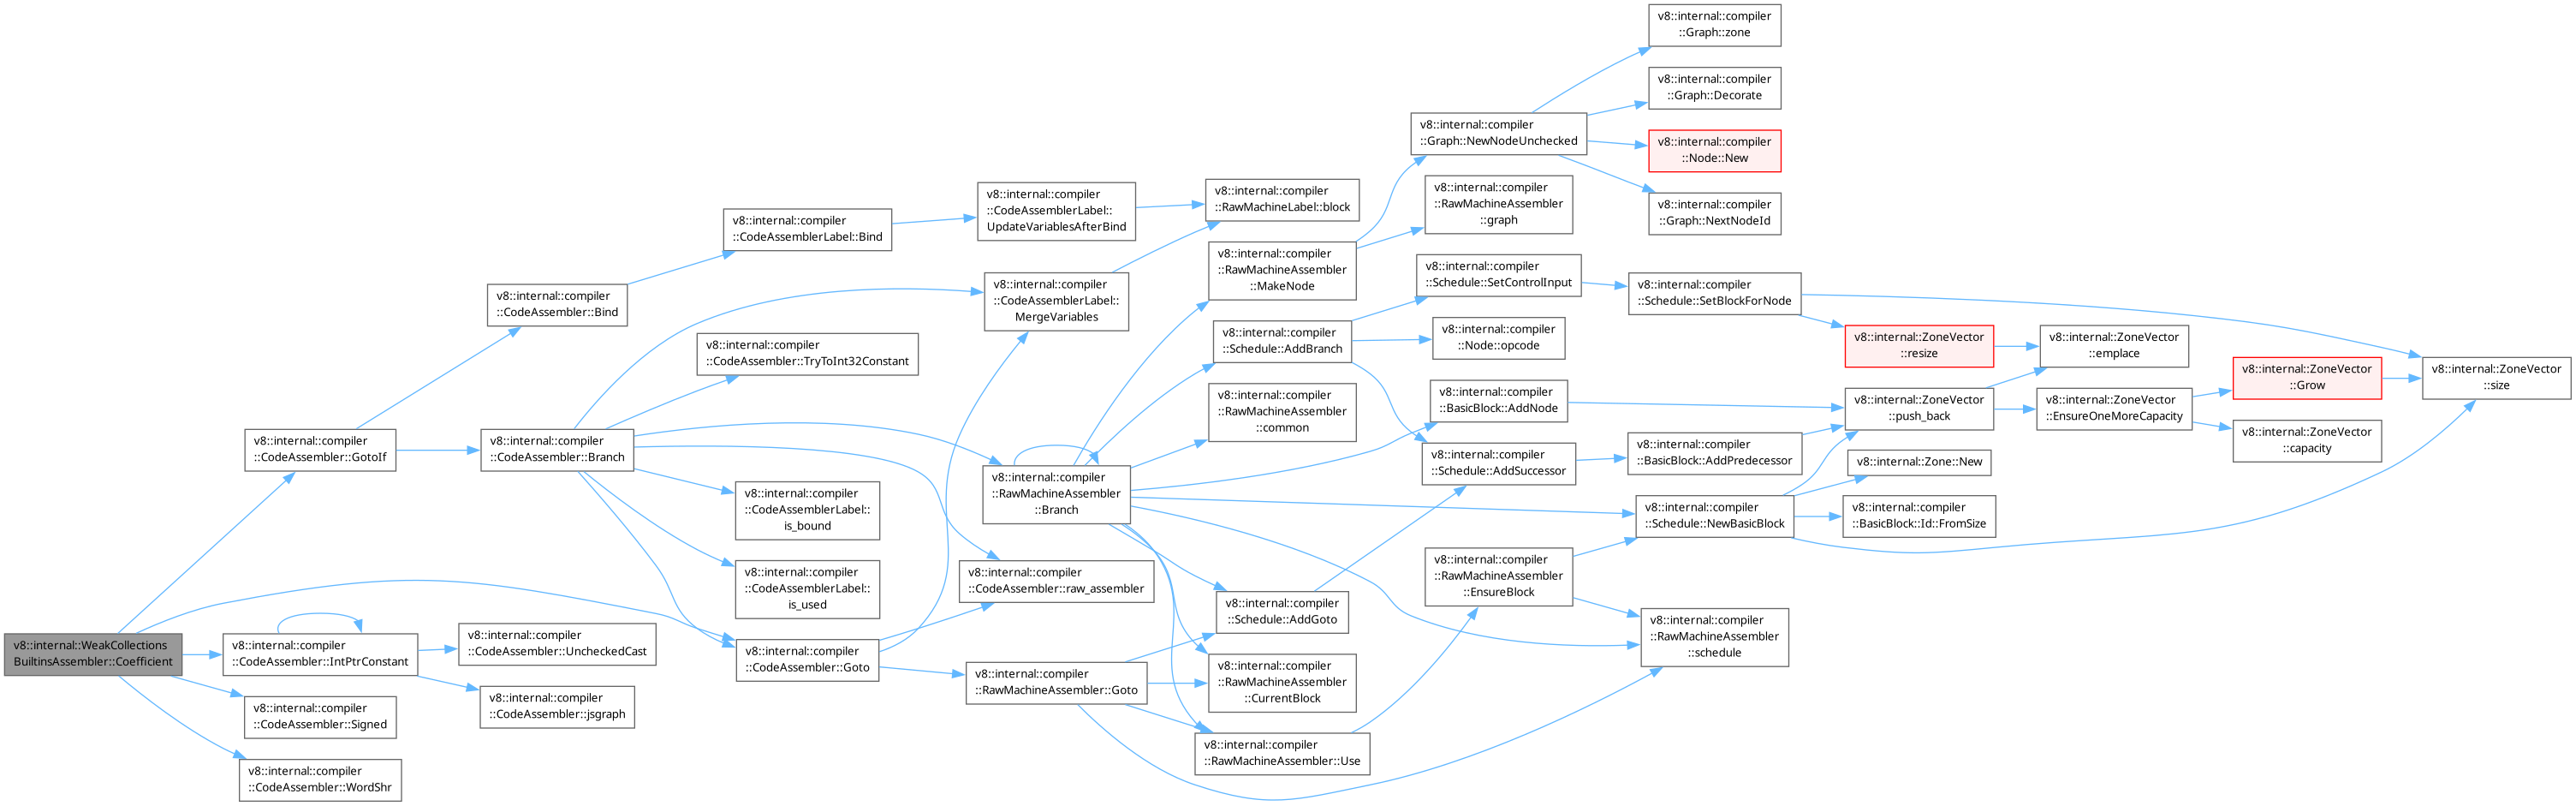 v8::internal::WeakCollections
BuiltinsAssembler::Coefficient
v8::internal::compiler
::CodeAssembler::GotoIf
v8::internal::compiler
::CodeAssembler::IntPtrConstant
v8::internal::compiler
::CodeAssembler::Signed
v8::internal::compiler
::CodeAssembler::WordShr
v8::internal::compiler
::CodeAssembler::Bind
v8::internal::compiler
::CodeAssembler::Branch
v8::internal::compiler
::CodeAssembler::UncheckedCast
v8::internal::compiler
::CodeAssembler::jsgraph
v8::internal::compiler
::CodeAssemblerLabel::Bind
v8::internal::compiler
::CodeAssembler::TryToInt32Constant
v8::internal::compiler
::CodeAssemblerLabel::
is_bound
v8::internal::compiler
::CodeAssemblerLabel::
is_used
v8::internal::compiler
::CodeAssembler::Goto
v8::internal::compiler
::CodeAssemblerLabel::
UpdateVariablesAfterBind
v8::internal::compiler
::CodeAssemblerLabel::
MergeVariables
v8::internal::compiler
::RawMachineAssembler
::Branch
v8::internal::compiler
::CodeAssembler::raw_assembler
v8::internal::compiler
::RawMachineAssembler::Goto
v8::internal::compiler
::RawMachineLabel::block
v8::internal::compiler
::RawMachineAssembler
::MakeNode
v8::internal::compiler
::Schedule::AddBranch
v8::internal::compiler
::RawMachineAssembler
::common
v8::internal::compiler
::Schedule::AddGoto
v8::internal::compiler
::RawMachineAssembler
::CurrentBlock
v8::internal::compiler
::RawMachineAssembler::Use
v8::internal::compiler
::Graph::NewNodeUnchecked
v8::internal::compiler
::RawMachineAssembler
::graph
v8::internal::compiler
::Schedule::SetControlInput
v8::internal::compiler
::Node::opcode
v8::internal::compiler
::BasicBlock::AddNode
v8::internal::compiler
::Schedule::AddSuccessor
v8::internal::compiler
::RawMachineAssembler
::EnsureBlock
v8::internal::compiler
::Graph::zone
v8::internal::compiler
::Graph::Decorate
v8::internal::compiler
::Node::New
v8::internal::compiler
::Graph::NextNodeId
v8::internal::compiler
::Schedule::SetBlockForNode
v8::internal::compiler
::BasicBlock::AddPredecessor
v8::internal::compiler
::Schedule::NewBasicBlock
v8::internal::compiler
::RawMachineAssembler
::schedule
v8::internal::ZoneVector
::resize
v8::internal::ZoneVector
::push_back
v8::internal::Zone::New
v8::internal::compiler
::BasicBlock::Id::FromSize
v8::internal::ZoneVector
::emplace
v8::internal::ZoneVector
::EnsureOneMoreCapacity
v8::internal::ZoneVector
::Grow
v8::internal::ZoneVector
::capacity
v8::internal::ZoneVector
::size